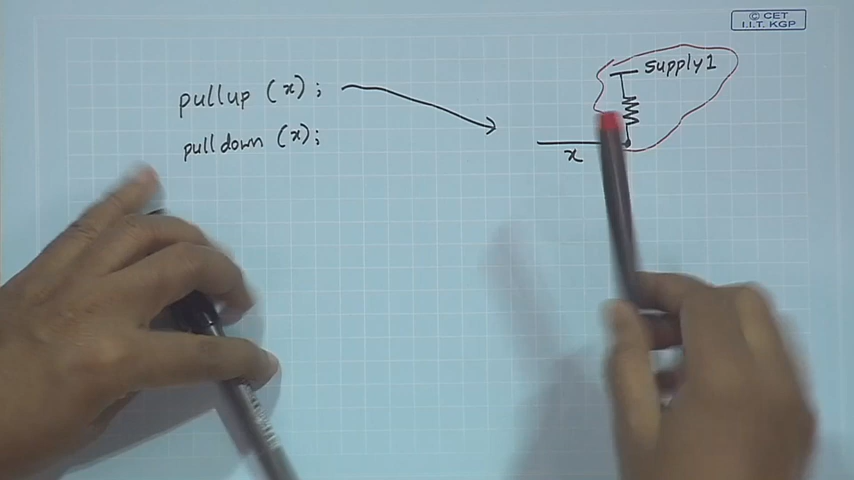 © CET
I.I.T. KGP
pullup (x);
pulldown (x);
supply1
x